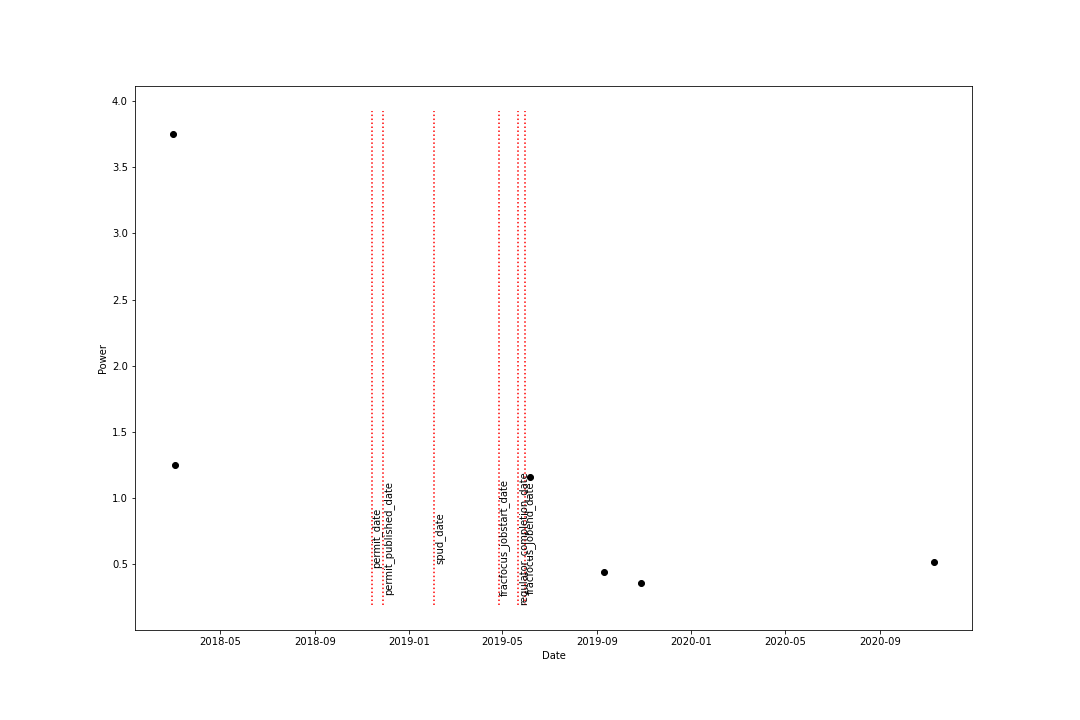 4.0
3.5
3.0
2.5
2.0
1.5
1.0
0.5
Power
permit_date
permit_published_date
spud_date
fracfocus_jobstart_date
regulator_completion_date
fracfocus_jobend_date
2018-05
2018-09
2019-01
2019-05
2019-09
2020-01
2020-05
2020-09
Date